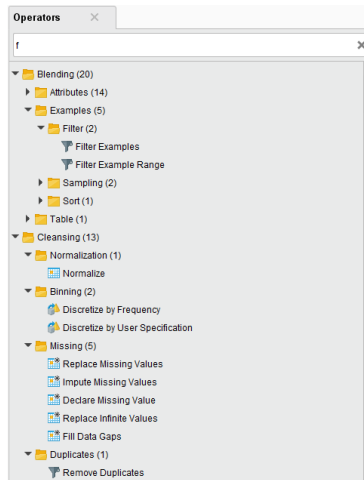 Operators
f
Blending (20)
Attributes (14)
Examples (5)
Filter (2)
Filter Examples
Filter Example Range
Sampling (2)
Sort (1)
Table (1)
Cleansing (13)
Normalization (1)
Normalize
Binning (2)
Discretize by Frequency
Discretize by User Specification
Missing (5)
Replace Missing Values
Impute Missing Values
Declare Missing Value
Replace Infinite Values
Fill Data Gaps
Duplicates (1)
Remove Duplicates